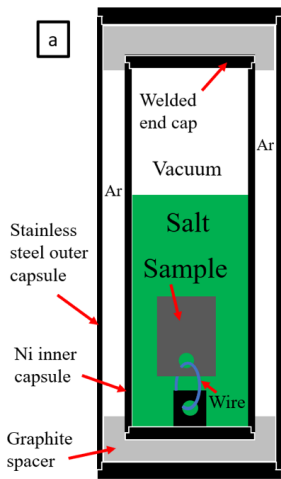 a
Welded
end cap
Ar
Vacuum
Ar
Salt
Stainless
steel outer
capsule
Sample
Ni inner
capsule
Wire
Graphite
spacer